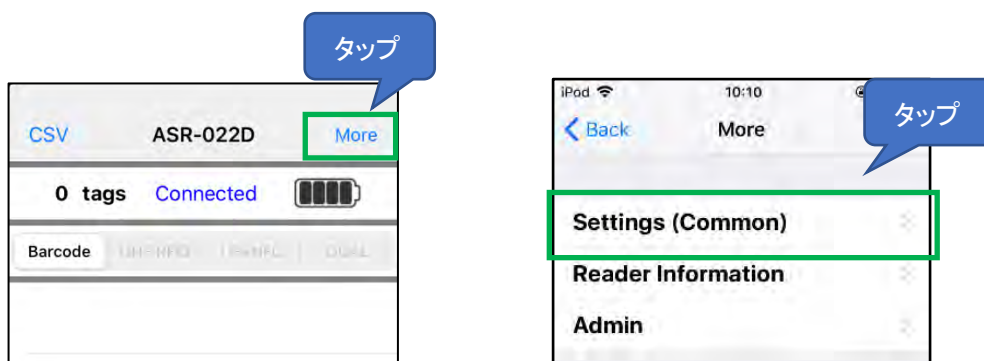 タップ
CSV ASR-022D More
0 tags Connected
Barcode
タップ
iPod 10:10
Back More
Settings (Common)
Reader Information
Admin